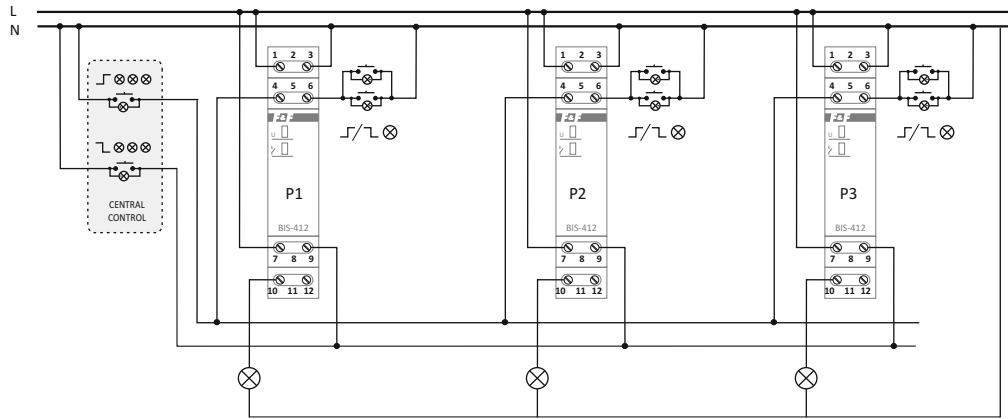 L
N
1 2 3
4 5 6
F&F
U
P1
BIS-412
7 8 9
10 11 12
1 2 3
4 5 6
F&F
U
P2
BIS-412
7 8 9
10 11 12
1 2 3
4 5 6
F&F
U
P3
BIS-412
7 8 9
10 11 12
CENTRAL
CONTROL